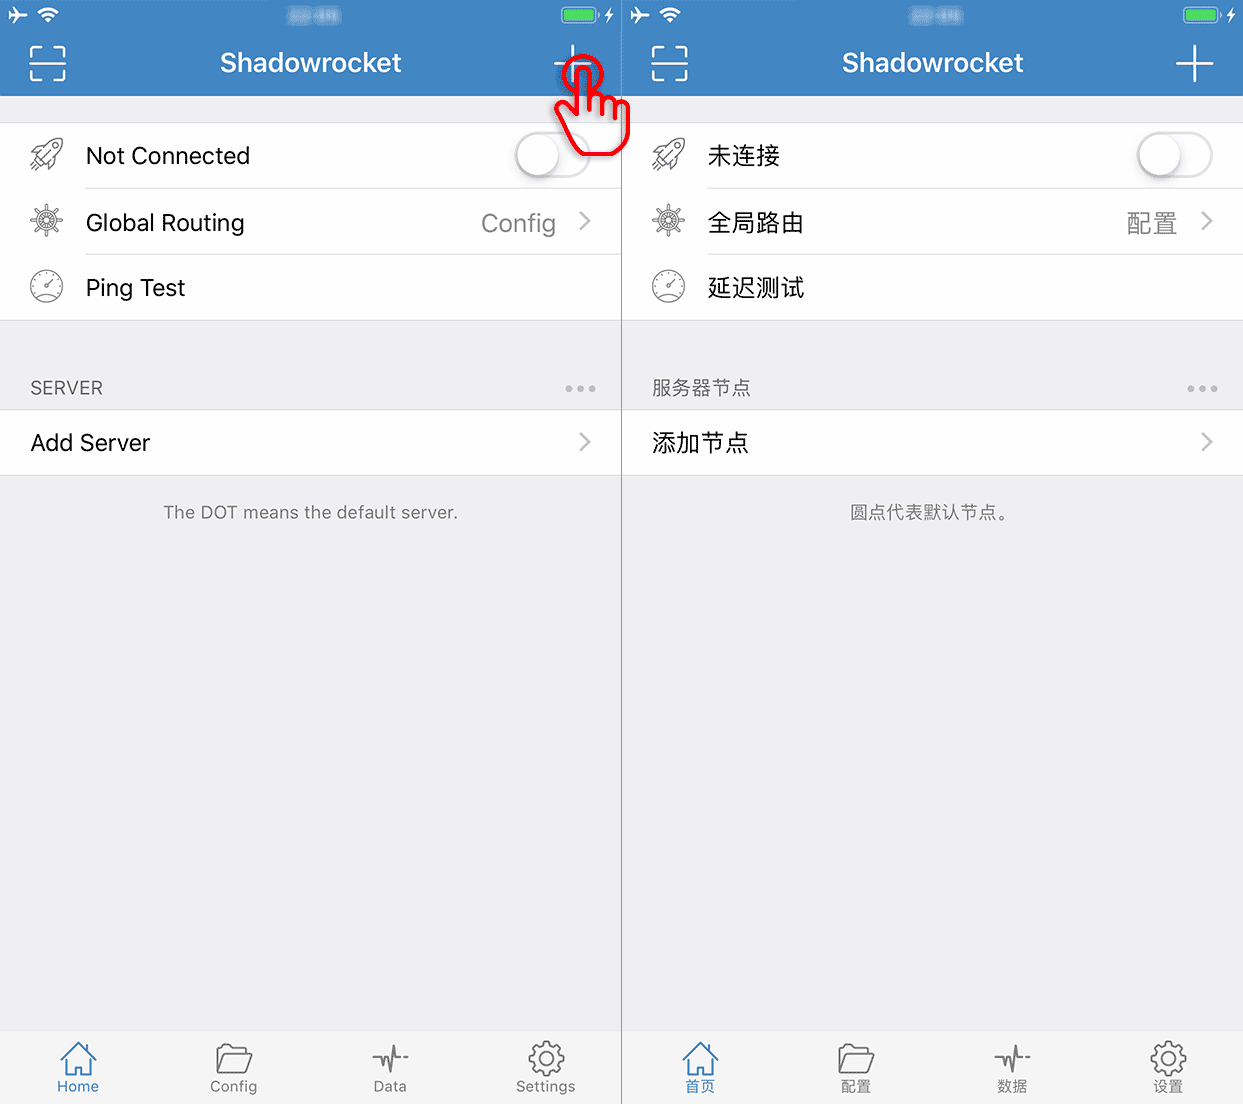 Shadowrocket
Not Connected
Global Routing Config
Ping Test
SERVER
Add Server
The DOT means the default server.
Home Config Data Settings
Shadowrocket
未连接
全局路由 配置
延迟测试
服务器节点
添加节点
圆点代表默认节点。
首页 配置 数据 设置